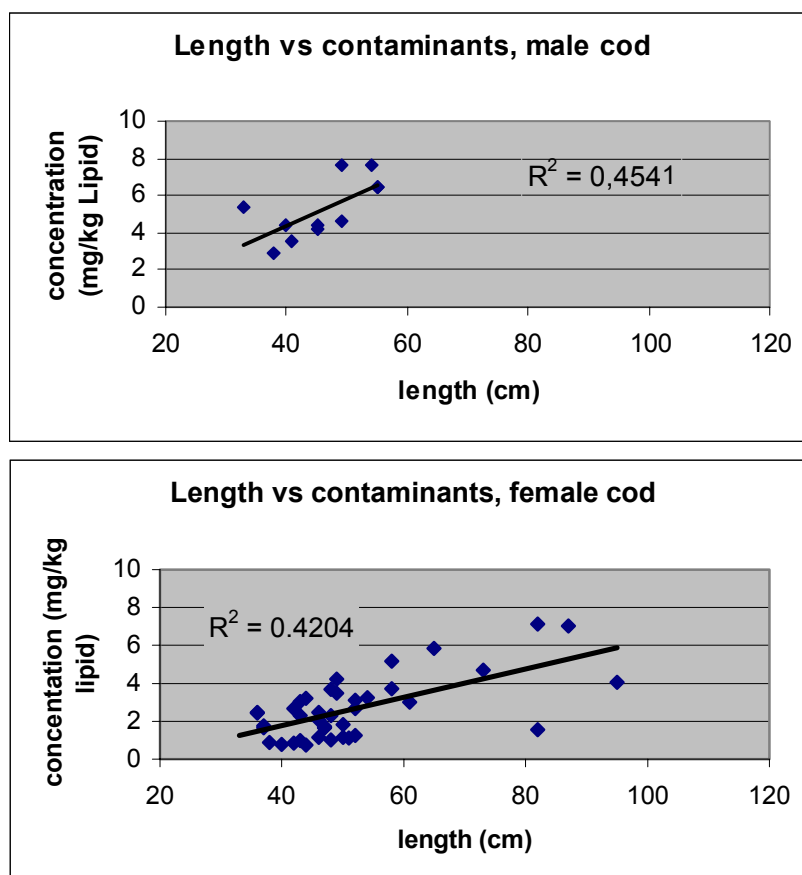 Length vs contaminants, male cod
concentration
(mg/kg Lipid)
10
8
6
4
2
0
R² = 0,4541
20 40 60 80 100 120
length (cm)
Length vs contaminants, female cod
concentation (mg/kg
lipid)
10
8
6
4
2
0
R² = 0.4204
20 40 60 80 100 120
length (cm)